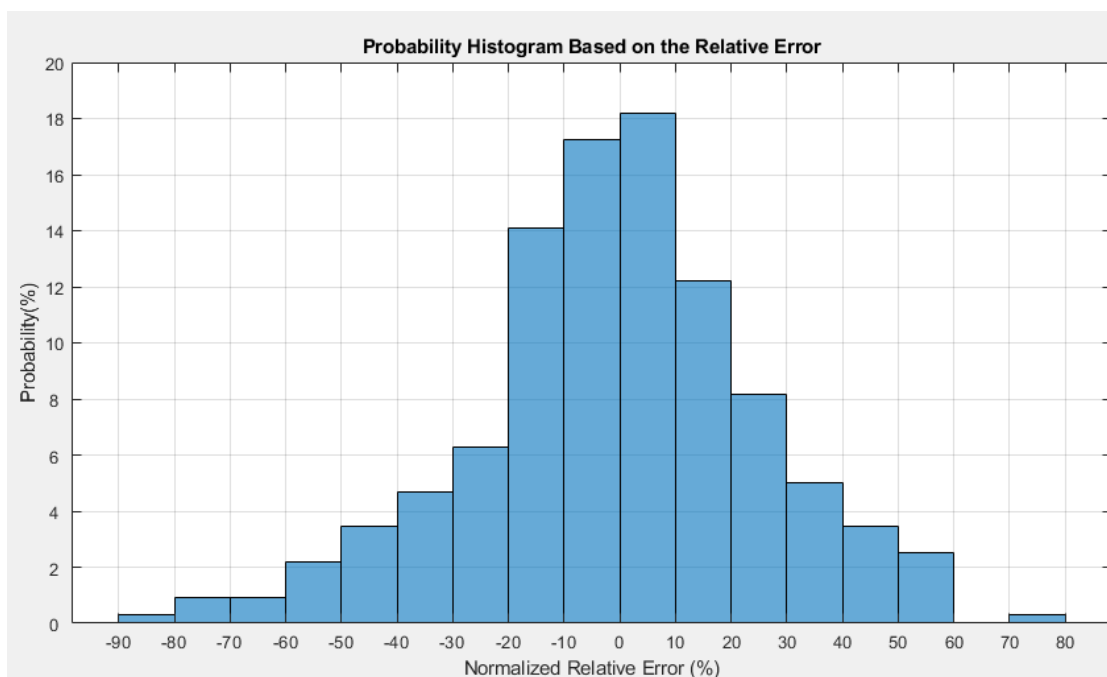 Probability Histogram Based on the Relative Error
20
18
16
14
12
10
8
6
4
2
0
Probability(%)
-90 -80 -70 -60 -50 -40 -30 -20 -10 0 10 20 30 40 50 60 70 80
Normalized Relative Error (%)